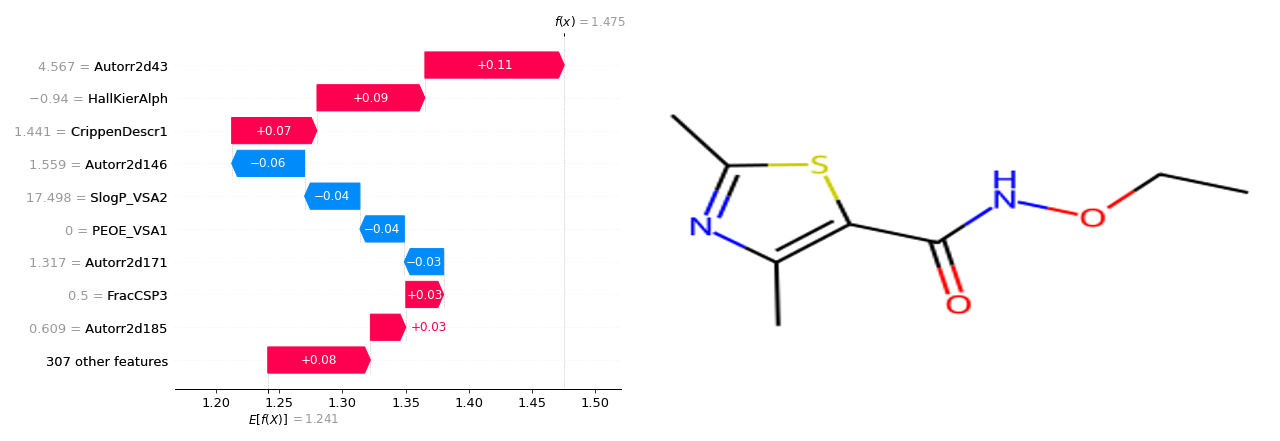 f(x) = 1.475
4.567 = Autorr2d43
+0.11
−0.94 = HallKierAlph
+0.09
1.441 = CrippenDescr1
+0.07
1.559 = Autorr2d146
−0.06
17.498 = SlogP_VSA2
−0.04
0 = PEOE_VSA1
−0.04
1.317 = Autorr2d171
−0.03
0.5 = FracCSP3
+0.03
0.609 = Autorr2d185
+0.03
307 other features
+0.08
1.20 1.25 1.30 1.35 1.40 1.45 1.50
E[f(X)] = 1.241
S
H
N
N
O
O